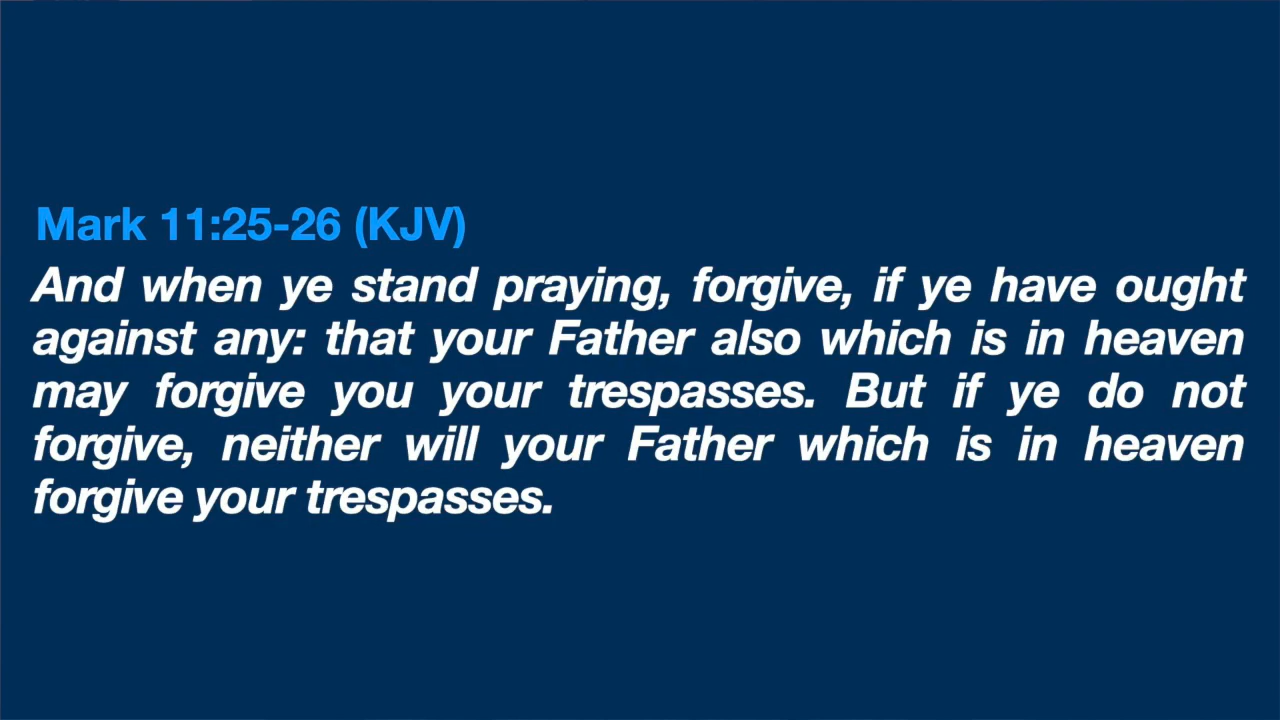 Mark 11:25-26 (KJV)
And when ye stand praying, forgive, if ye have ought
against any: that your Father also which is in heaven
may forgive you your trespasses. But if ye do not
forgive, neither will your Father which is in heaven
forgive your trespasses.